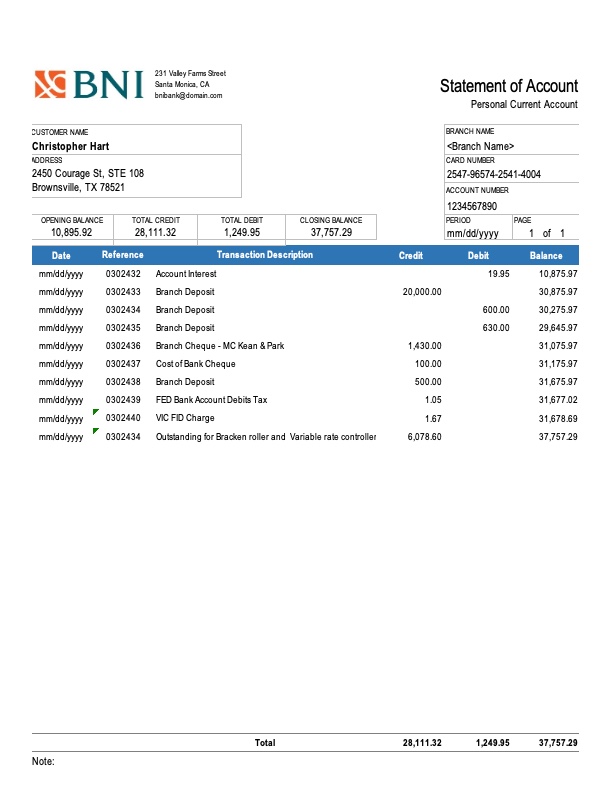 BNI
231 Valley Farms Street
Santa Monica, CA
bnibank@domain.com
Statement of Account
Personal Current Account
CUSTOMER NAME
Christopher Hart
ADDRESS
2450 Courage St, STE 108
Brownsville, TX 78521
BRANCH NAME
<Branch Name>
CARD NUMBER
2547-96574-2541-4004
ACCOUNT NUMBER
1234567890
OPENING BALANCE TOTAL CREDIT TOTAL DEBIT CLOSING BALANCE PERIOD PAGE
10,895.92 28,111.32 1,249.95 37,757.29 mm/dd/yyyy 1 of 1
Date Reference Transaction Description Credit Debit Balance
mm/dd/yyyy 0302432 Account Interest 19.95 10,875.97
mm/dd/yyyy 0302433 Branch Deposit 20,000.00 30,875.97
mm/dd/yyyy 0302434 Branch Deposit 600.00 30,275.97
mm/dd/yyyy 0302435 Branch Deposit 630.00 29,645.97
mm/dd/yyyy 0302436 Branch Cheque - MC Kean & Park 1,430.00 31,075.97
mm/dd/yyyy 0302437 Cost of Bank Cheque 100.00 31,175.97
mm/dd/yyyy 0302438 Branch Deposit 500.00 31,675.97
mm/dd/yyyy 0302439 FED Bank Account Debits Tax 1.05 31,677.02
mm/dd/yyyy 0302440 VIC FID Charge 1.67 31,678.69
mm/dd/yyyy 0302434 Outstanding for Bracken roller and Variable rate controller 6,078.60 37,757.29
Total 28,111.32 1,249.95 37,757.29
Note: